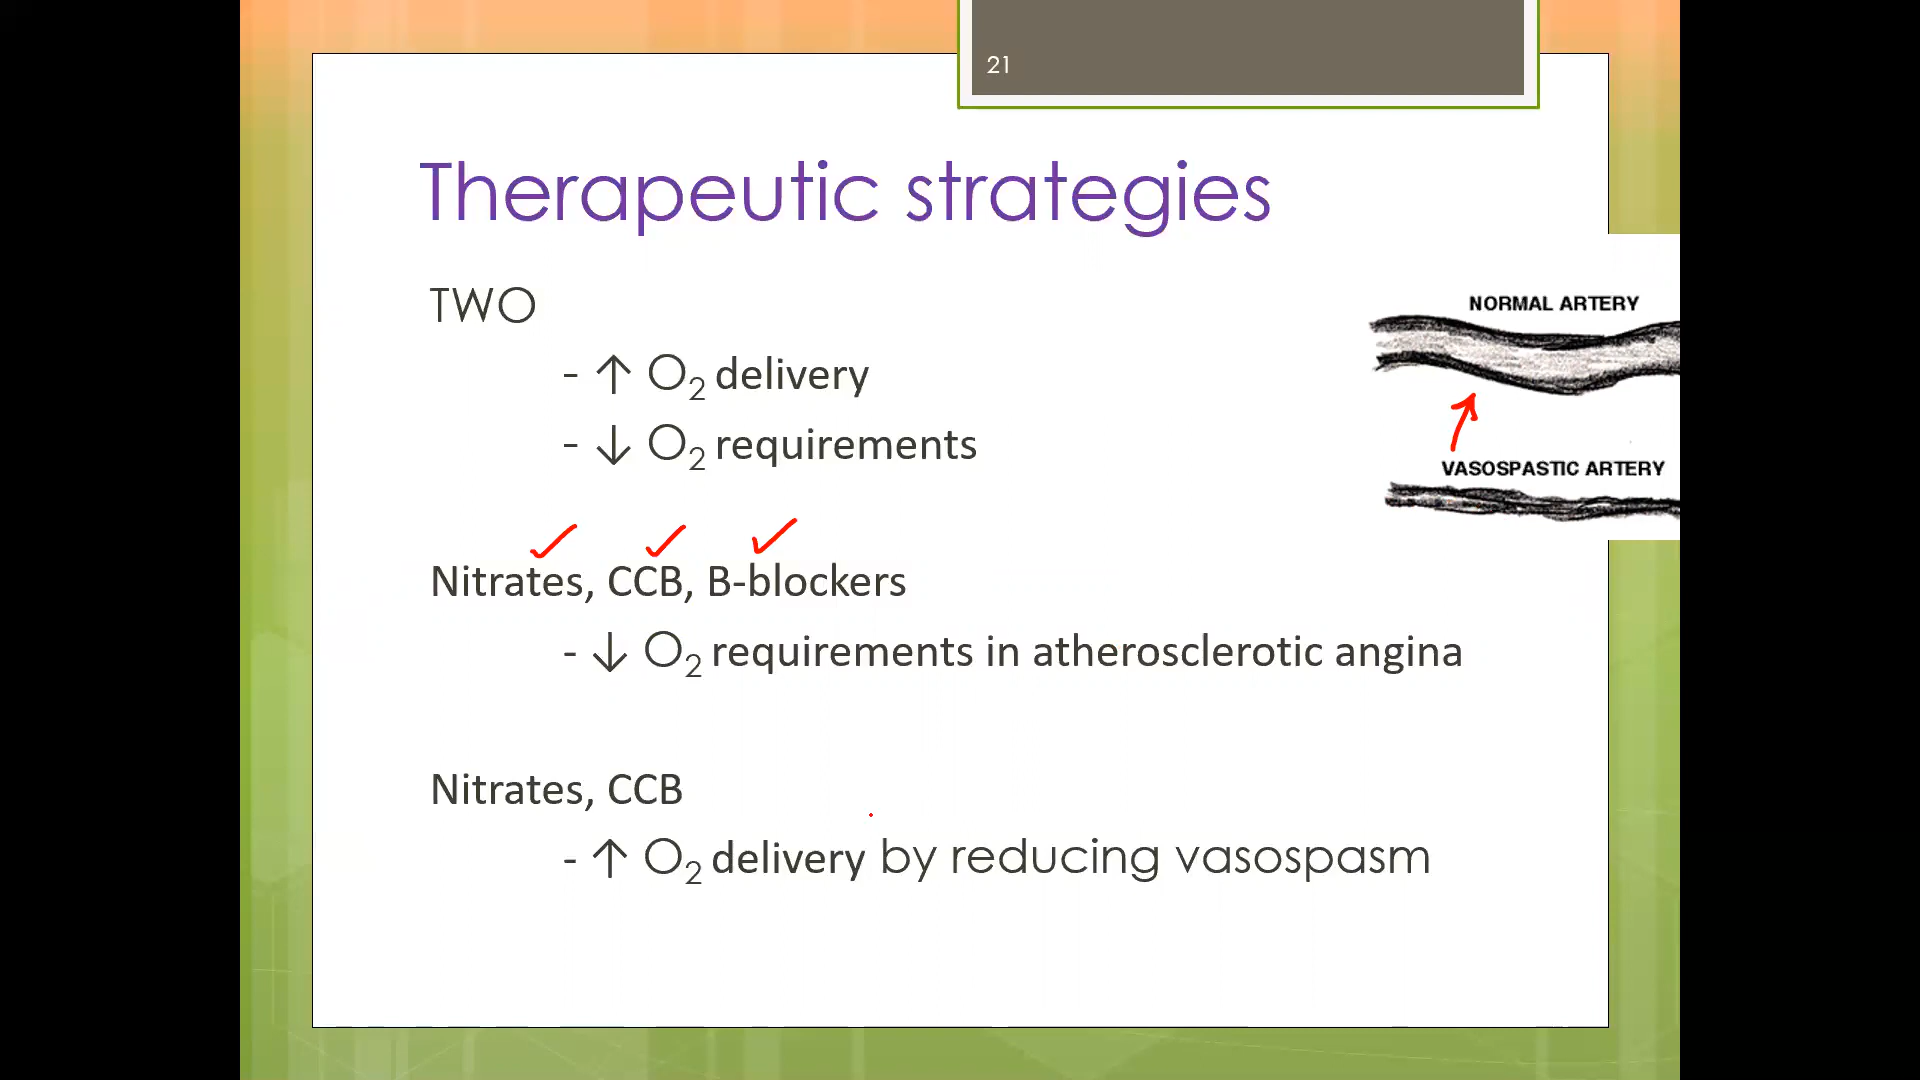 21
Therapeutic strategies
TWO
- ↑ O₂ delivery
- ↓ O₂ requirements
NORMAL ARTERY
VASOSPASTIC ARTERY
Nitrates, CCB, B-blockers
- ↓ O₂ requirements in atherosclerotic angina
Nitrates, CCB
- ↑ O₂ delivery by reducing vasospasm